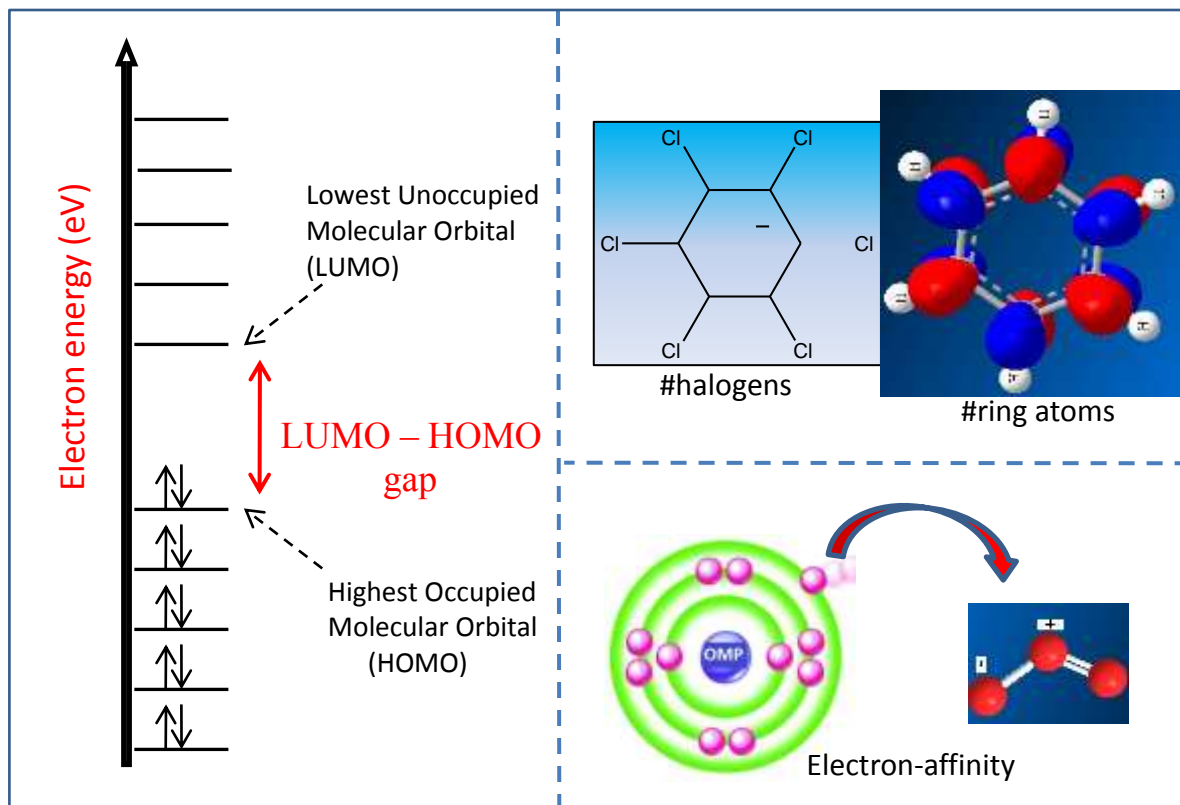 Electron energy (eV)
Lowest Unoccupied
Molecular Orbital
(LUMO)
LUMO – HOMO
gap
Highest Occupied
Molecular Orbital
(HOMO)
Cl
Cl
Cl
Cl
Cl
Cl
–
#halogens
H
H
H
H
H
H
#ring atoms
OMP
+
-
Electron-affinity